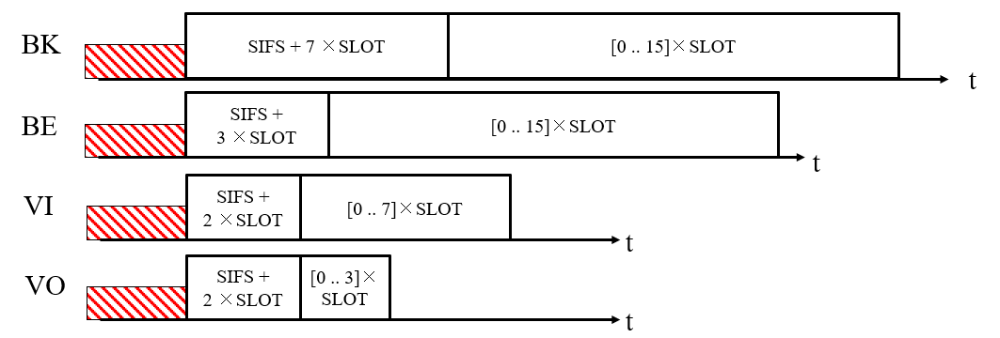 BK
SIFS + 7 ×SLOT
[0 .. 15]×SLOT
t
BE
SIFS +
3 ×SLOT
[0 .. 15]×SLOT
t
VI
SIFS +
2 ×SLOT
[0 .. 7]×SLOT
t
VO
SIFS +
2 ×SLOT
[0 .. 3]×
SLOT
t